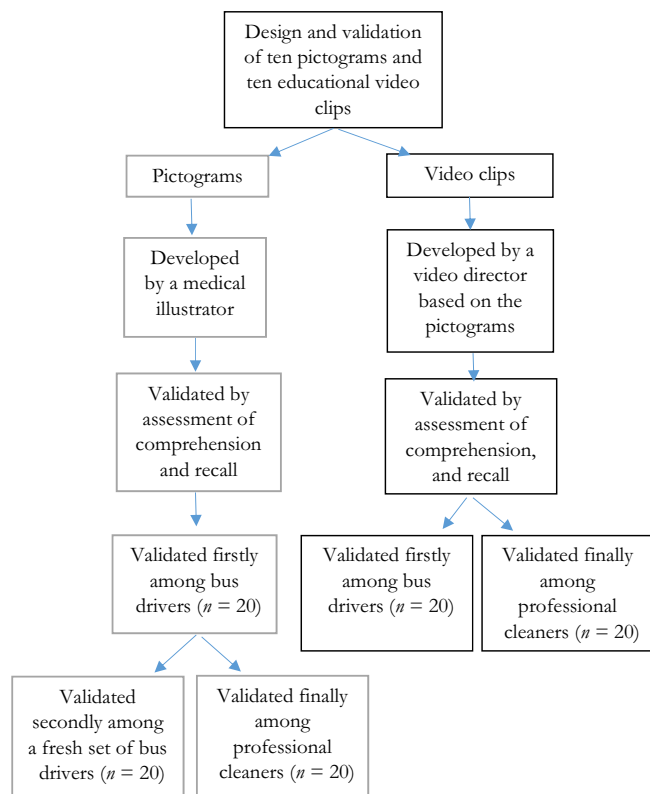 Design and validation
of ten pictograms and
ten educational video
clips
Pictograms
Video clips
Developed
by a medical
illustrator
Developed by a
video director
based on the
pictograms
Validated by
assessment of
comprehension
and recall
Validated by
assessment of
comprehension,
and recall
Validated firstly
among bus
drivers (n = 20)
Validated firstly
among bus
drivers (n = 20)
Validated finally
among
professional
cleaners (n = 20)
Validated
secondly among
a fresh set of bus
drivers (n = 20)
Validated finally
among
professional
cleaners (n = 20)